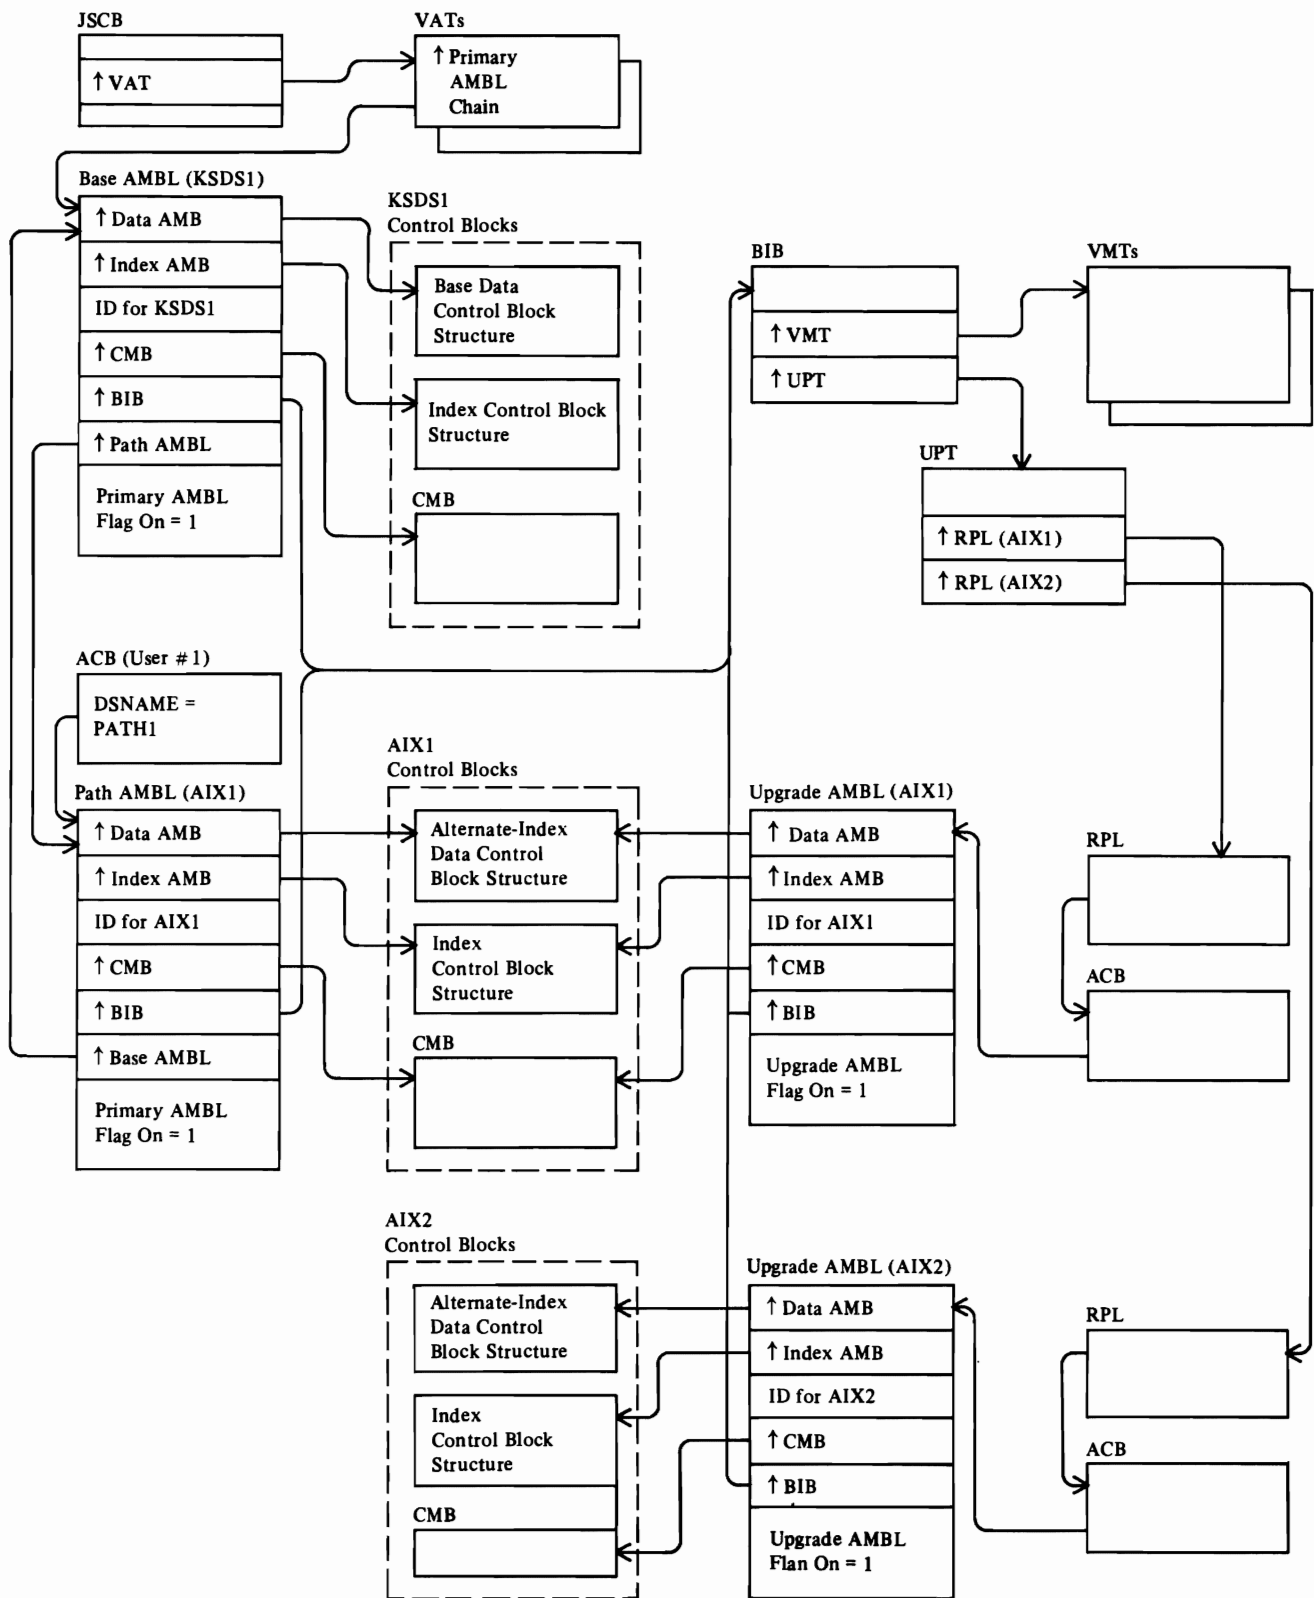 JSCB
↑ VAT
VATs
↑ Primary
AMBL
Chain
Base AMBL (KSDS1)
↑ Data AMB
↑ Index AMB
ID for KSDS1
↑ CMB
↑ BIB
↑ Path AMBL
Primary AMBL
Flag On = 1
KSDS1
Control Blocks
Base Data
Control Block
Structure
Index Control Block
Structure
CMB
BIB
↑ VMT
↑ UPT
VMTs
UPT
↑ RPL (AIX1)
↑ RPL (AIX2)
ACB (User # 1)
DSNAME =
PATH1
Path AMBL (AIX1)
↑ Data AMB
↑ Index AMB
ID for AIX1
↑ CMB
↑ BIB
↑ Base AMBL
Primary AMBL
Flag On = 1
AIX1
Control Blocks
Alternate-Index
Data Control
Block Structure
Index
Control Block
Structure
CMB
Upgrade AMBL (AIX1)
↑ Data AMB
↑ Index AMB
ID for AIX1
↑ CMB
↑ BIB
Upgrade AMBL
Flag On = 1
RPL
ACB
AIX2
Control Blocks
Alternate-Index
Data Control
Block Structure
Index
Control Block
Structure
CMB
Upgrade AMBL (AIX2)
↑ Data AMB
↑ Index AMB
ID for AIX2
↑ CMB
↑ BIB
Upgrade AMBL
Flan On = 1
RPL
ACB